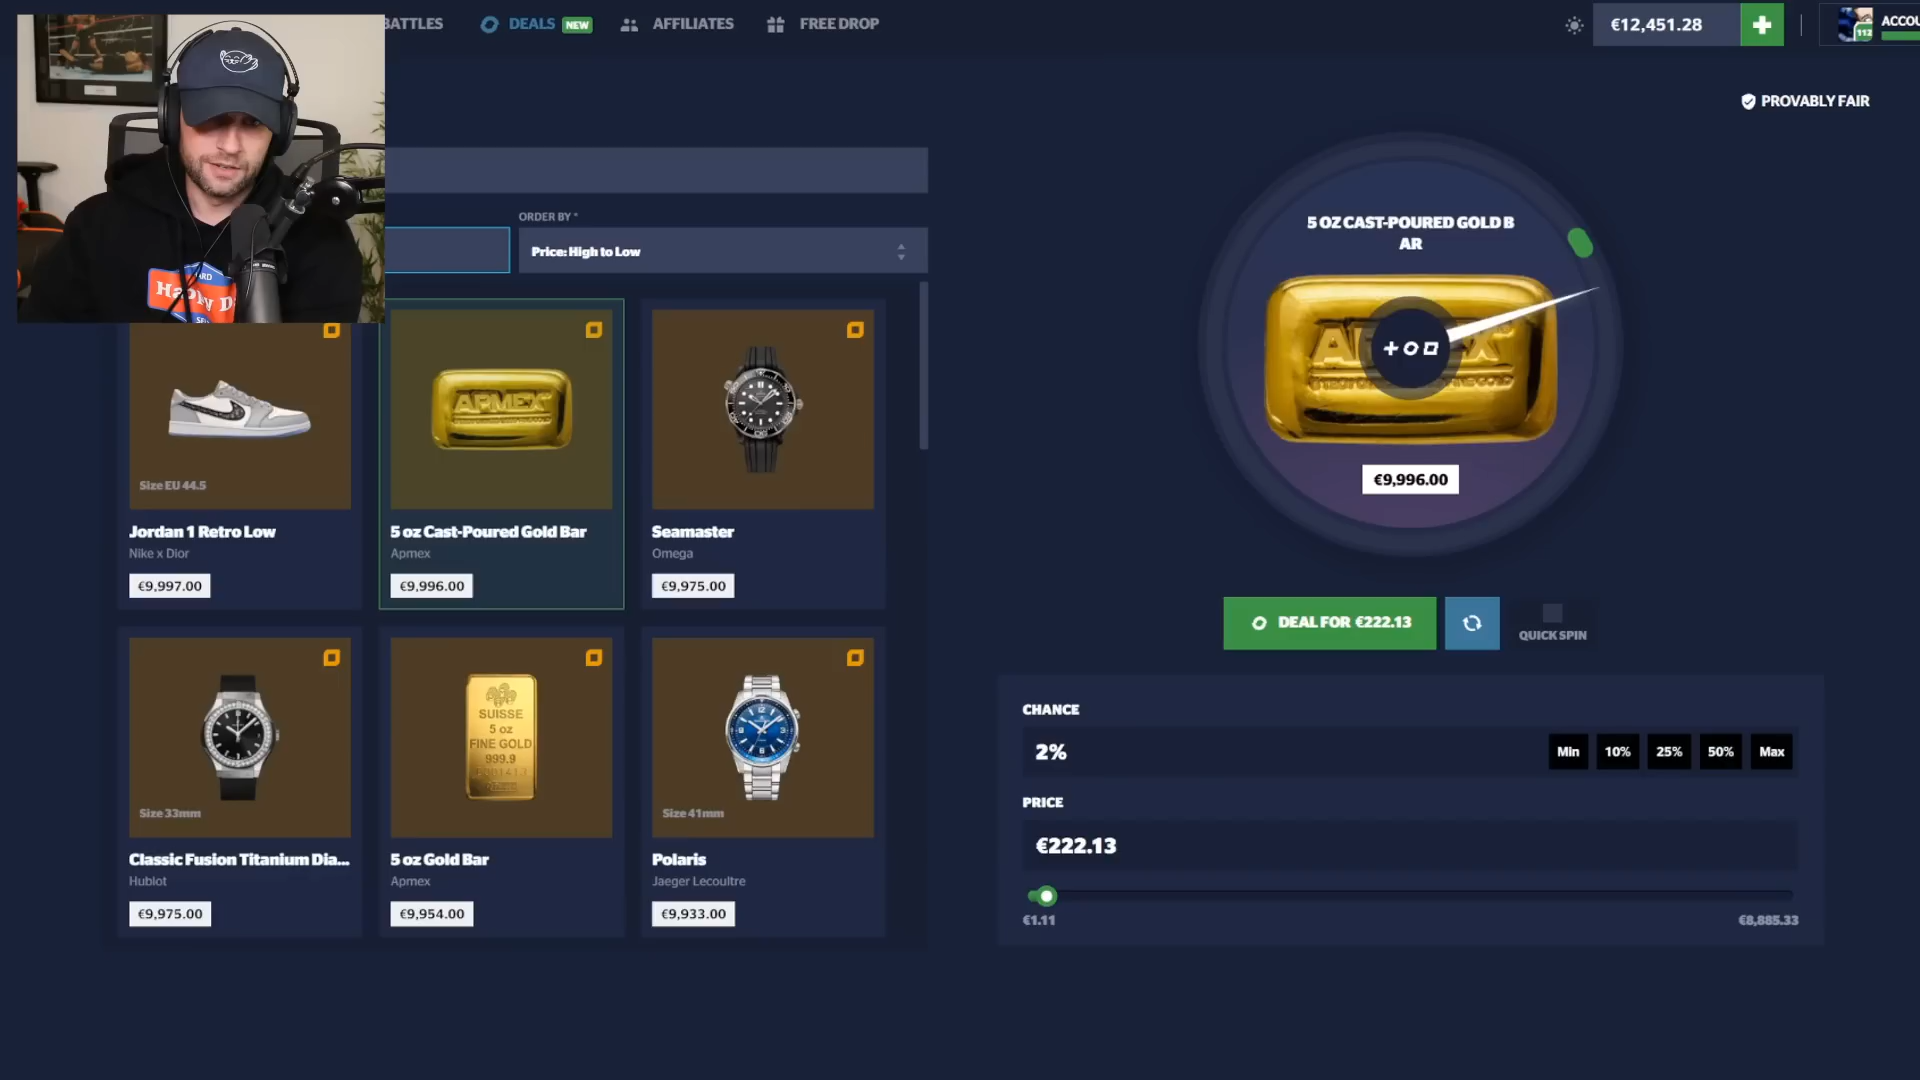 BATTLES
DEALS NEW
AFFILIATES
FREE DROP
€12,451.28
112
PROVABLY FAIR
ORDER BY *
Price: High to Low
Size EU 44.5
Jordan 1 Retro Low
Nike x Dior
€9,997.00
APMEX
5 oz Cast-Poured Gold Bar
Apmex
€9,996.00
Seamaster
Omega
€9,975.00
Size 33mm
Classic Fusion Titanium Dia...
Hublot
€9,975.00
SUISSE
5 oz
FINE GOLD
999.9
5 oz Gold Bar
Apmex
€9,954.00
Size 41mm
Polaris
Jaeger Lecoultre
€9,933.00
5 OZ CAST-POURED GOLD B
AR
€9,996.00
DEAL FOR €222.13
QUICK SPIN
CHANCE
2%
Min
10%
25%
50%
Max
PRICE
€222.13
€1.11
€8,885.33